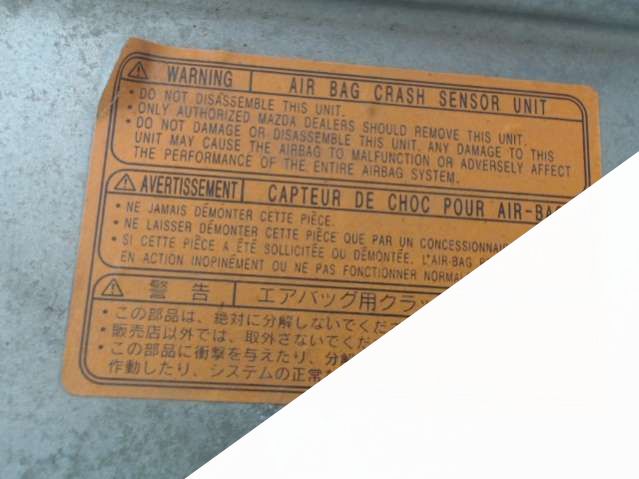 WARNING AIR BAG CRASH SENSOR UNIT
• DO NOT DISASSEMBLE THIS UNIT.
• ONLY AUTHORIZED MAZDA DEALERS SHOULD REMOVE THIS UNIT.
• DO NOT DAMAGE OR DISASSEMBLE THIS UNIT. ANY DAMAGE TO THIS
UNIT MAY CAUSE THE AIRBAG TO MALFUNCTION OR ADVERSELY AFFECT
THE PERFORMANCE OF THE ENTIRE AIRBAG SYSTEM.
AVERTISSEMENT CAPTEUR DE CHOC POUR AIR-BAG
• NE JAMAIS DÉMONTER CETTE PIÈCE.
• NE LAISSER DÉMONTER CETTE PIÈCE QUE PAR UN
• SI CETTE PIÈCE A ÉTÉ SOLLICITÉE OU DÉMONTÉE. L'AIR-BAG
EN ACTION INOPINÉMENT OU NE PAS FONCTIONNER
警告 エアバッグ用クラッ
• この部品は、絶対に分解しないでくだ
• 販売店以外では、取外さないでくだ
• この部品に衝撃を与えたり、分解
作動したり、システムの正常